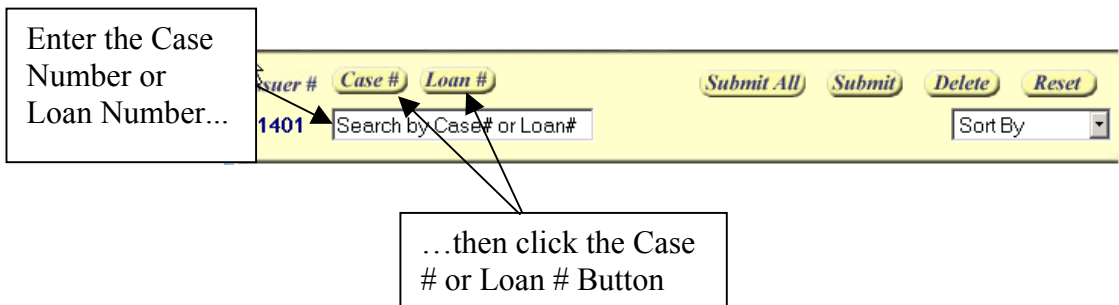 Enter the Case
Number or
Loan Number...
suer # Case # Loan # Submit All Submit Delete Reset
1401 Search by Case# or Loan# Sort By
…then click the Case
# or Loan # Button